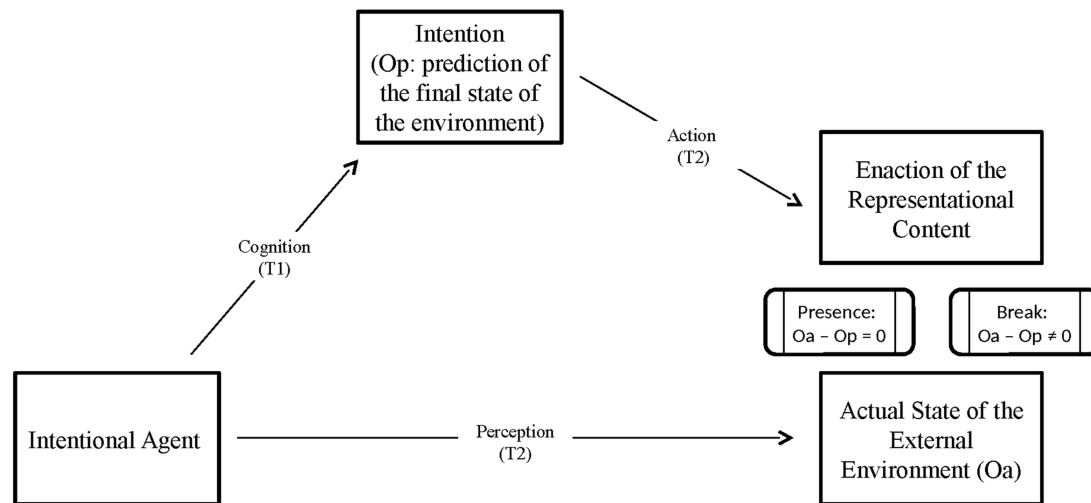 Intention
(Op: prediction of
the final state of
the environment)
Action
(T2)
Enaction of the
Representational
Content
Cognition
(T1)
Presence:
Oa – Op = 0
Break:
Oa – Op ≠ 0
Intentional Agent
Perception
(T2)
Actual State of the
External
Environment (Oa)